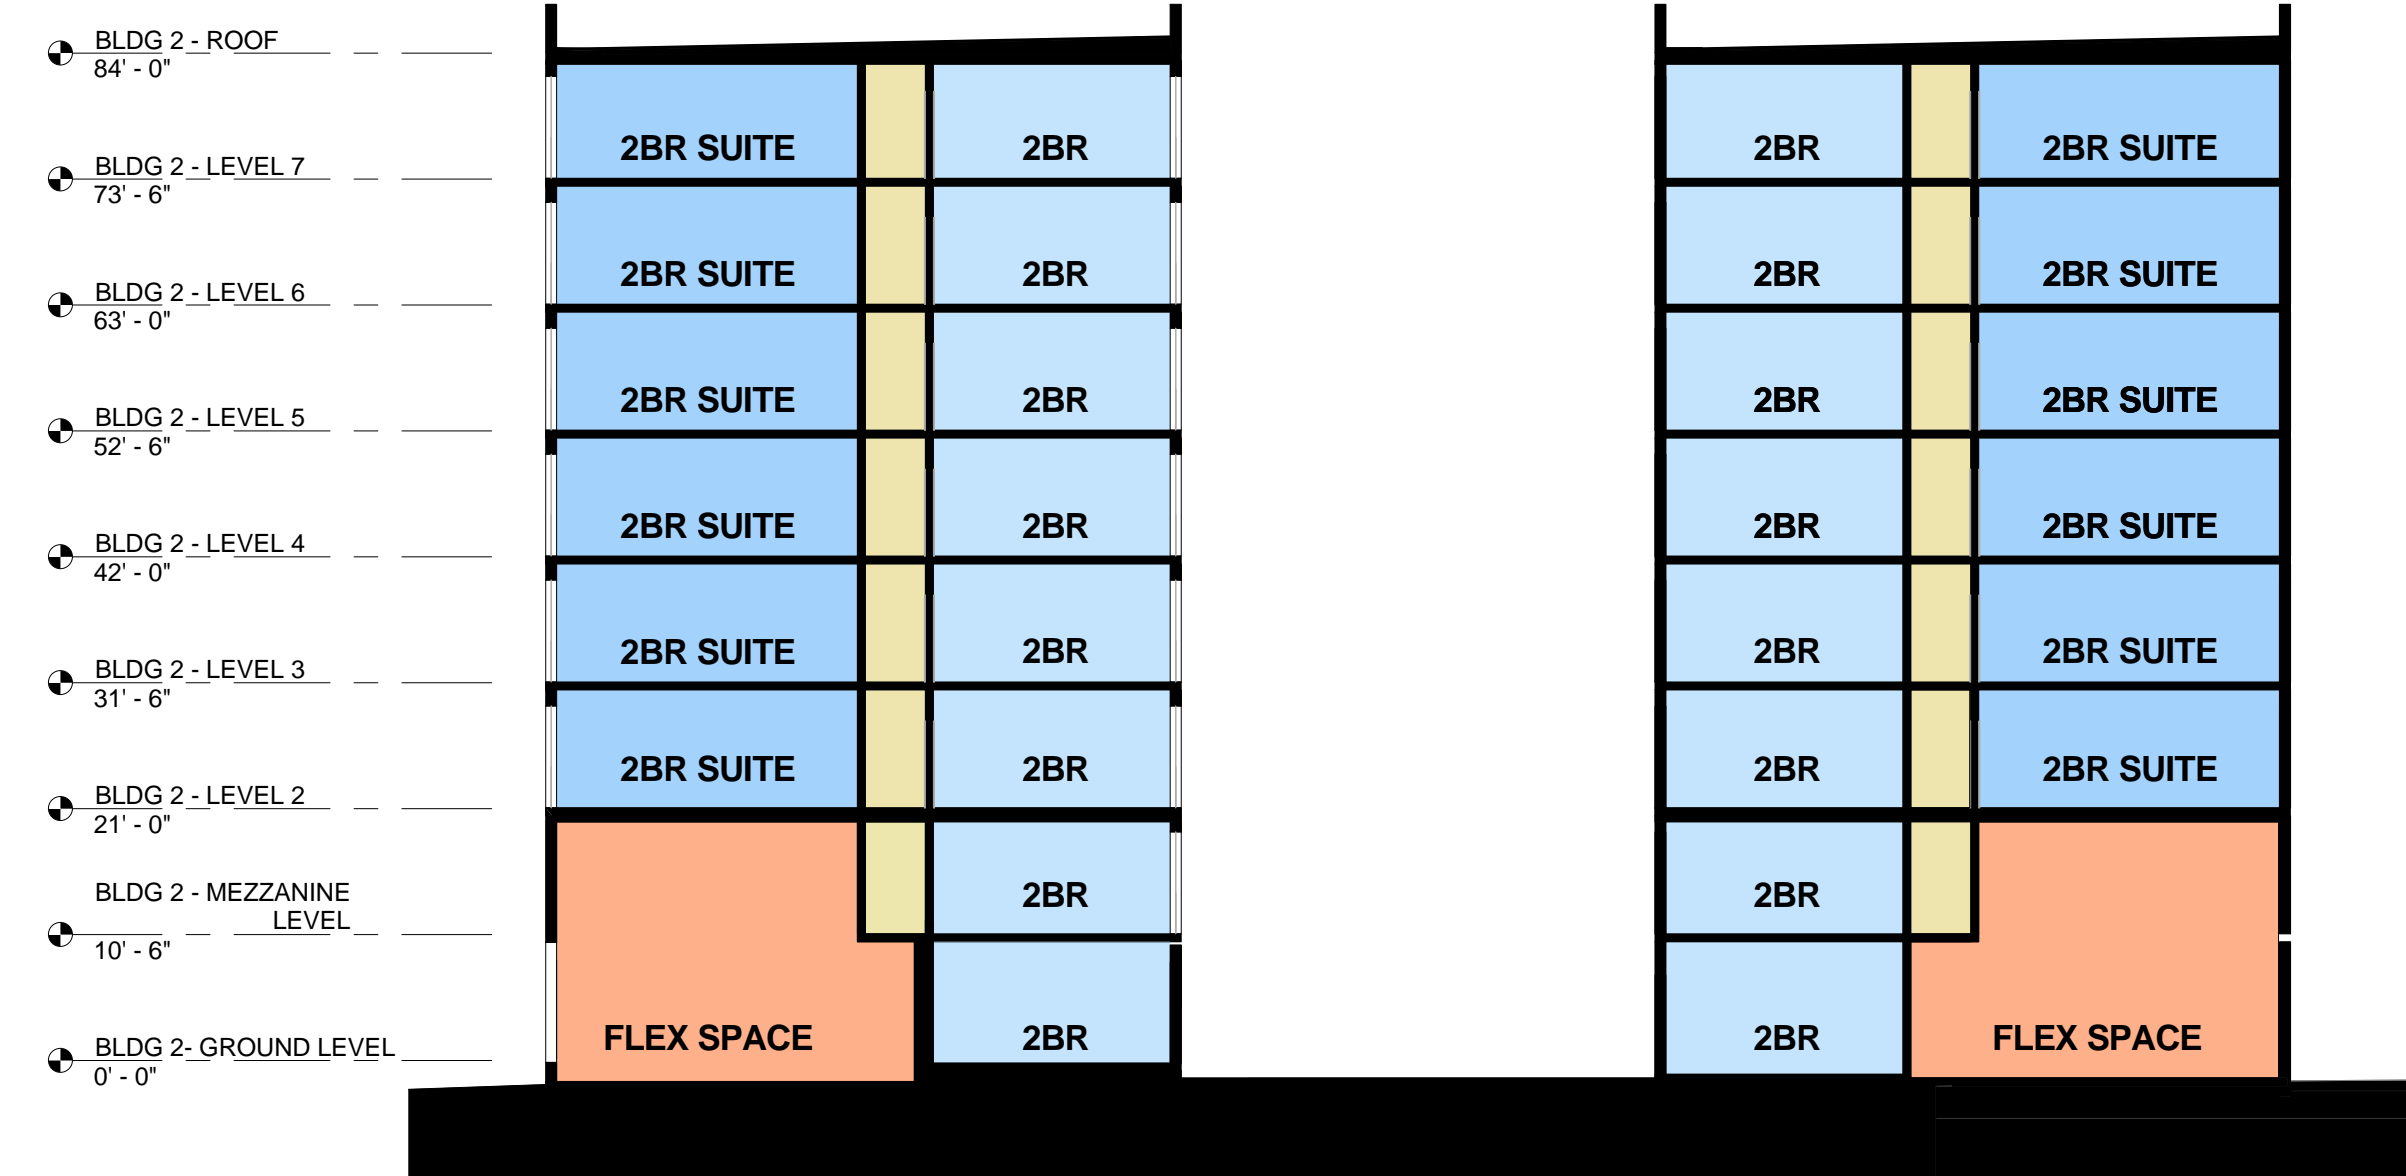 BLDG 2 - ROOF
84' - 0"
2BR SUITE 2BR 2BR 2BR SUITE
BLDG 2 - LEVEL 7
73' - 6"
2BR SUITE 2BR 2BR 2BR SUITE
BLDG 2 - LEVEL 6
63' - 0"
2BR SUITE 2BR 2BR 2BR SUITE
BLDG 2 - LEVEL 5
52' - 6"
2BR SUITE 2BR 2BR 2BR SUITE
BLDG 2 - LEVEL 4
42' - 0"
2BR SUITE 2BR 2BR 2BR SUITE
BLDG 2 - LEVEL 3
31' - 6"
2BR SUITE 2BR 2BR 2BR SUITE
BLDG 2 - LEVEL 2
21' - 0"
2BR 2BR
BLDG 2 - MEZZANINE
LEVEL
10' - 6"
FLEX SPACE 2BR 2BR FLEX SPACE
BLDG 2- GROUND LEVEL
0' - 0"